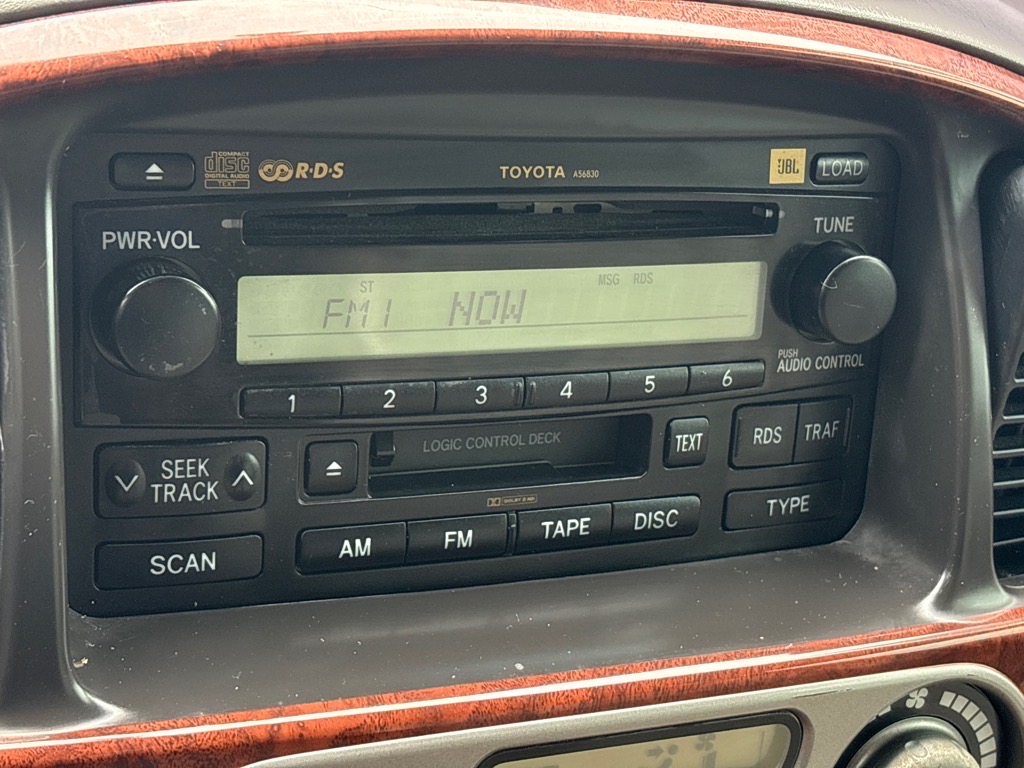 COMPACT
disc
DIGITAL AUDIO
TEXT
R·D·S
TOYOTA A56830
JBL
LOAD
PWR·VOL
TUNE
ST
MSG RDS
FM1 NOW
PUSH
AUDIO CONTROL
1 2 3 4 5 6
SEEK
TRACK
LOGIC CONTROL DECK
TEXT
RDS
TRAF
DOLBY B NR
SCAN
AM
FM
TAPE
DISC
TYPE